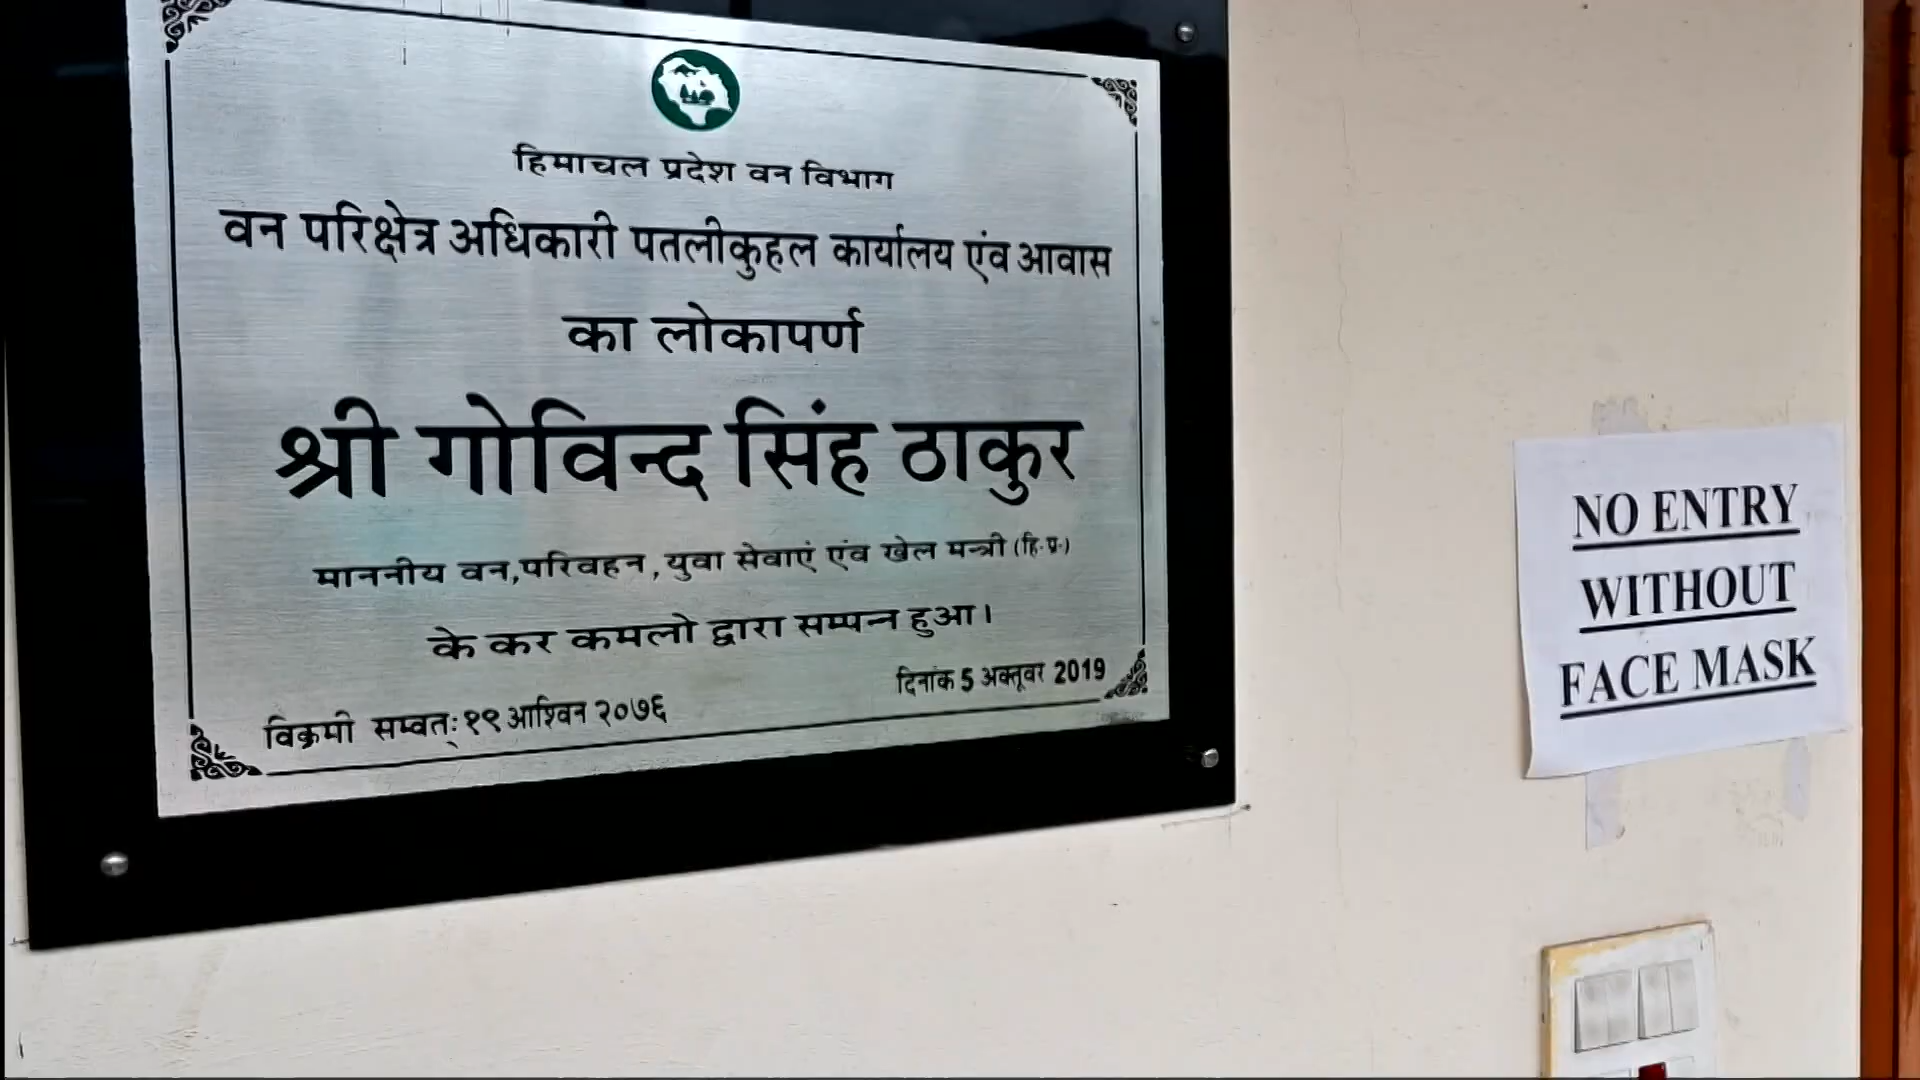 हिमाचल प्रदेश वन विभाग
वन परिक्षेत्र अधिकारी पतलीकुहल कार्यालय एंव आवास
का लोकापर्ण
श्री गोविन्द सिंह ठाकुर
माननीय वन,परिवहन,युवा सेवाएं एंव खेल मन्त्री (हि.प्र.)
के कर कमलो द्वारा सम्पन्न हुआ।
विक्रमी सम्वत्: १९ आश्विन २०७६
दिनांक 5 अक्तूवर 2019
NO ENTRY
WITHOUT
FACE MASK